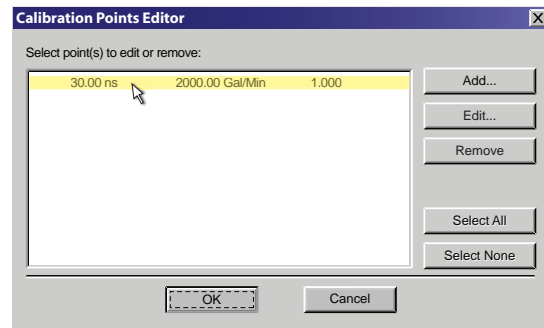 Calibration Points Editor X
Select point(s) to edit or remove:
30.00 ns 2000.00 Gal/Min 1.000
Add...
Edit...
Remove
Select All
Select None
OK Cancel